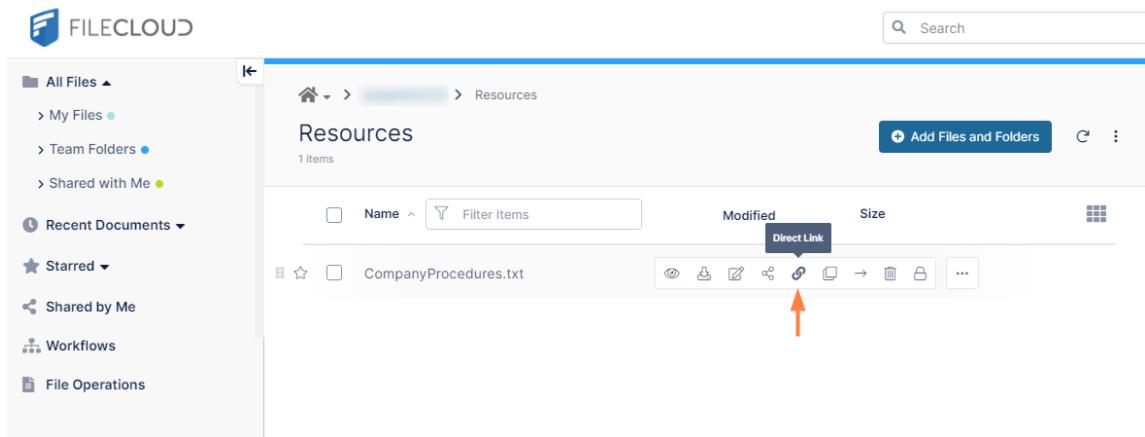 FILECLOUD
Search
All Files
My Files
Team Folders
Shared with Me
Recent Documents
Starred
Shared by Me
Workflows
File Operations
Resources
Resources
1 items
Add Files and Folders
Name Filter Items Modified Size
Direct Link
CompanyProcedures.txt